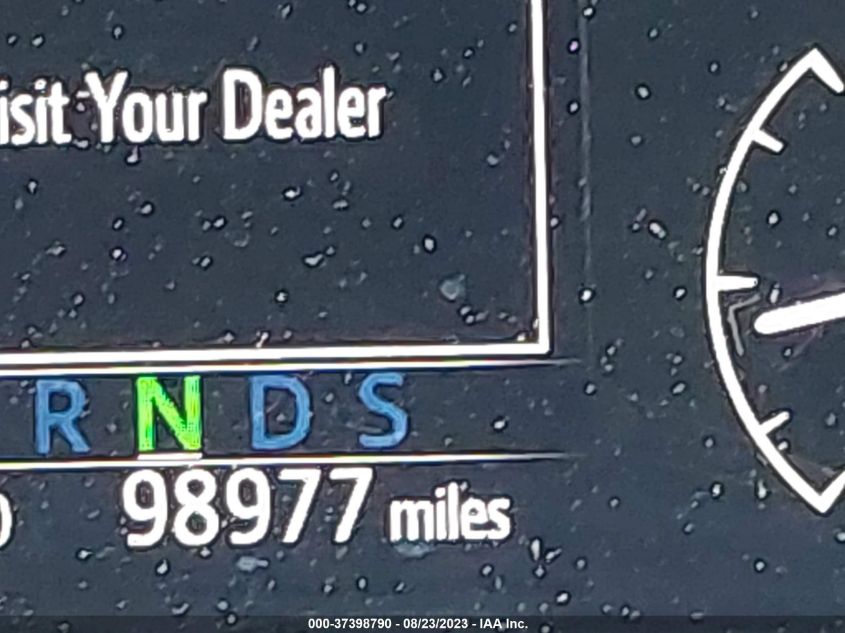 isit Your Dealer
R N D S
98977 miles
000-37398790 - 08/23/2023 - IAA Inc.